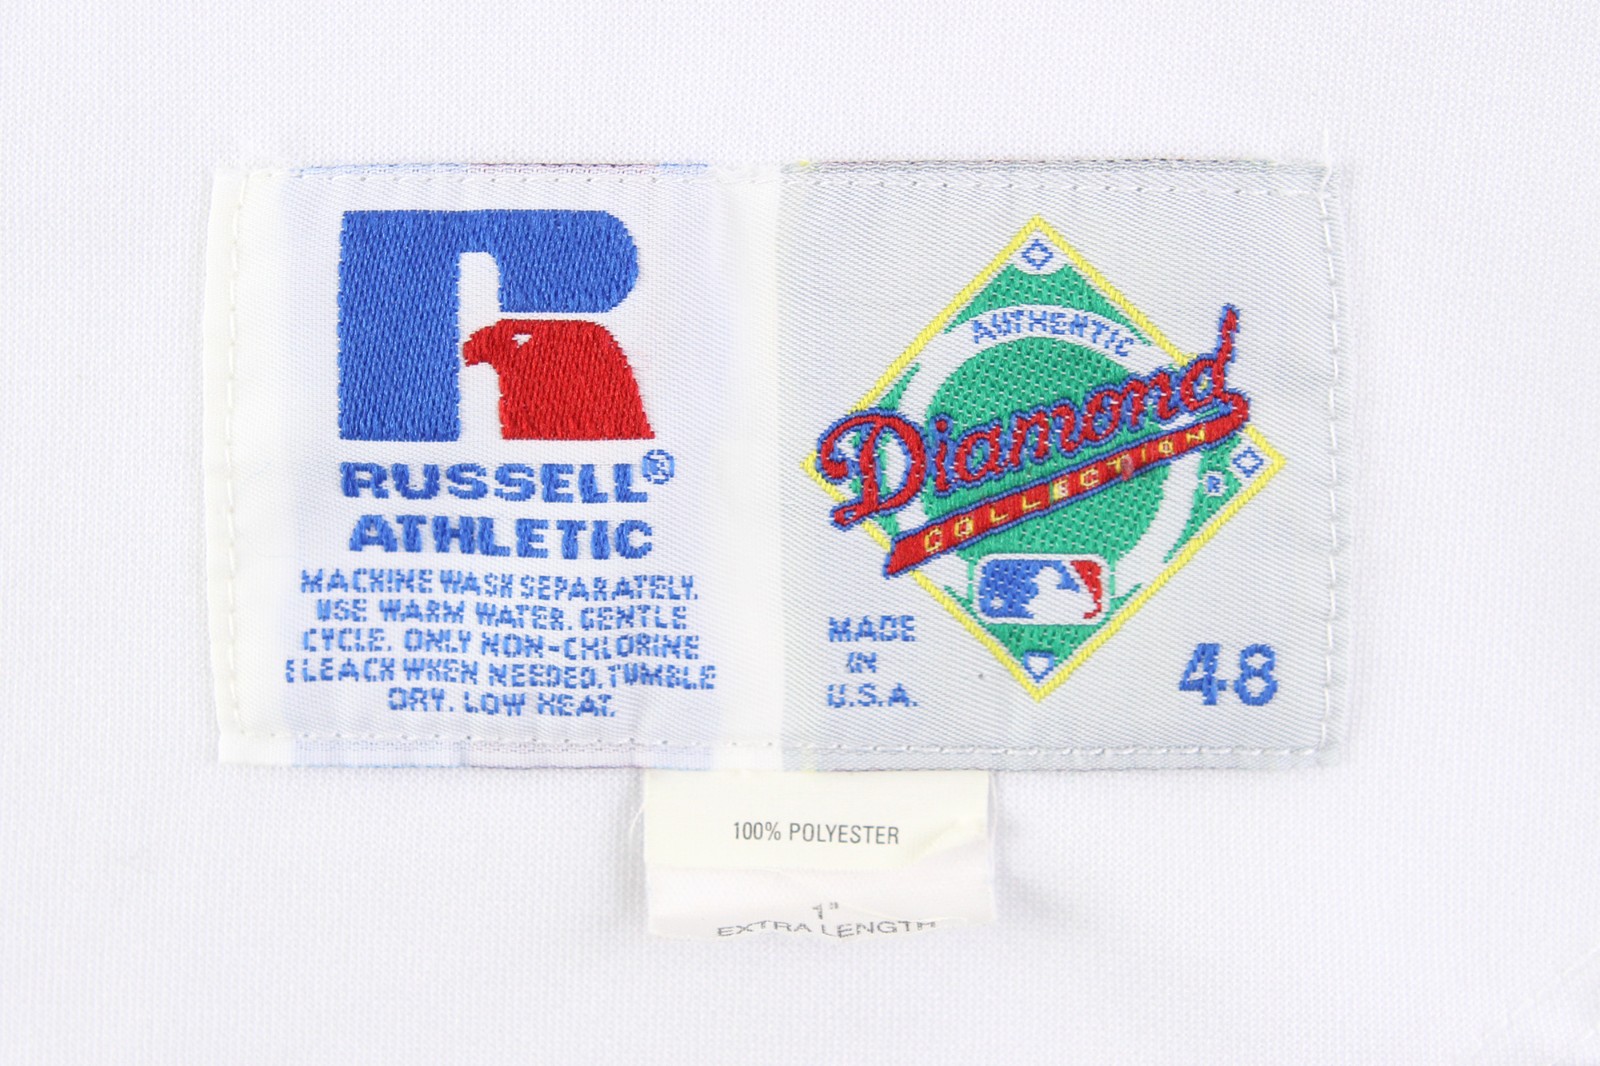 RUSSELL®
ATHLETIC
MACHINE WASH SEPARATELY.
USE WARM WATER. GENTLE
CYCLE. ONLY NON-CHLORINE
BLEACH WHEN NEEDED. TUMBLE
DRY. LOW HEAT.
AUTHENTIC
Diamond
COLLECTION
®
MADE
IN
U.S.A.
48
100% POLYESTER
1"
EXTRA LENGTH